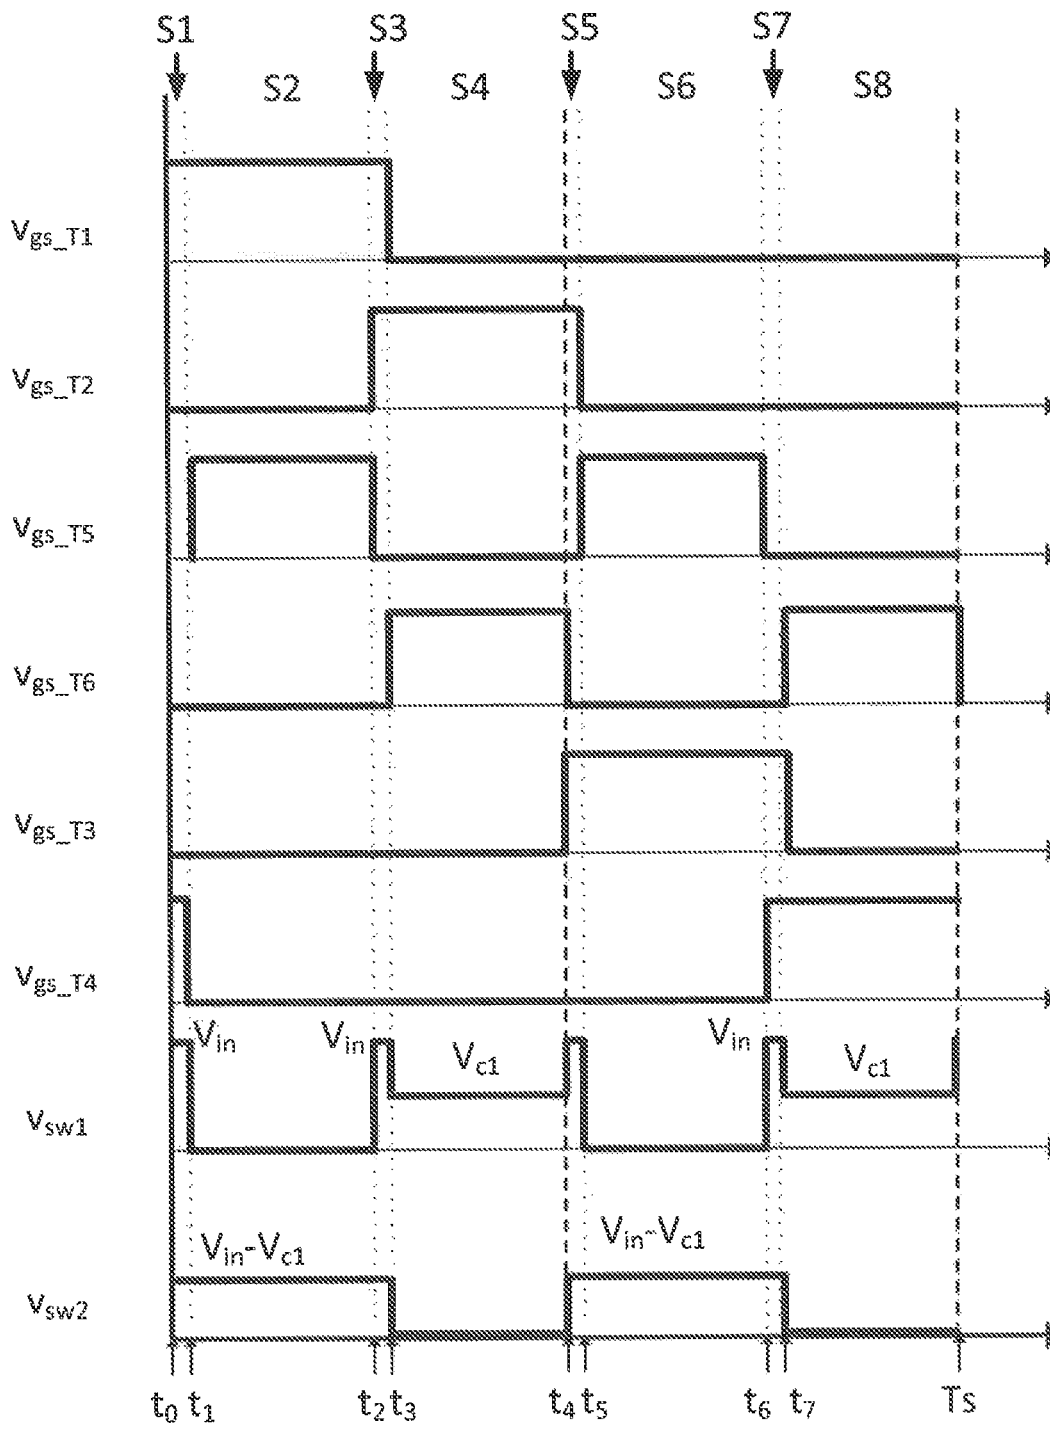 S1 S3 S5 S7
S2 S4 S6 S8
vgs_T1
vgs_T2
vgs_T5
vgs_T6
vgs_T3
vgs_T4
Vin Vin Vin
Vc1 Vc1
vsw1
Vin-Vc1 Vin-Vc1
vsw2
t0 t1 t2 t3 t4 t5 t6 t7 Ts